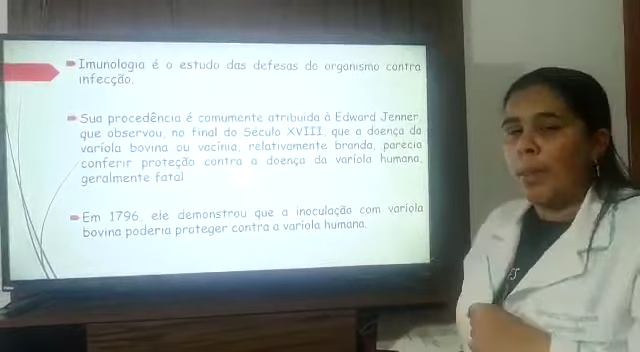 Imunologia é o estudo das defesas do organismo contra
infecção.
Sua procedência é comumente atribuída à Edward Jenner,
que observou, no final do Século XVIII, que a doença da
varíola bovina ou vacínia, relativamente branda, parecia
conferir proteção contra a doença da varíola humana,
geralmente fatal
Em 1796, ele demonstrou que a inoculação com varíola
bovina poderia proteger contra a varíola humana.